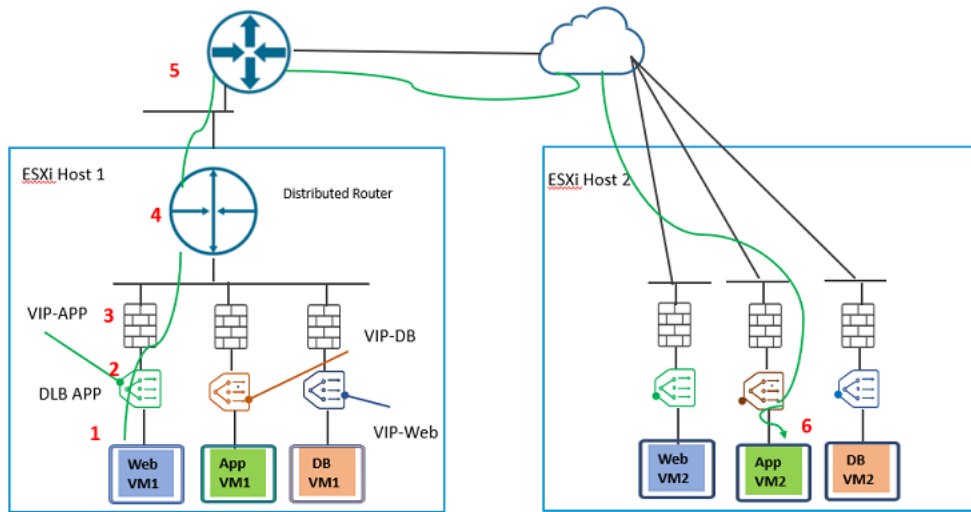 5
ESXi Host 1
ESXi Host 2
Distributed Router
4
VIP-APP
3
VIP-DB
2
DLB APP
VIP-Web
1
6
Web
VM1
App
VM1
DB
VM1
Web
VM2
App
VM2
DB
VM2